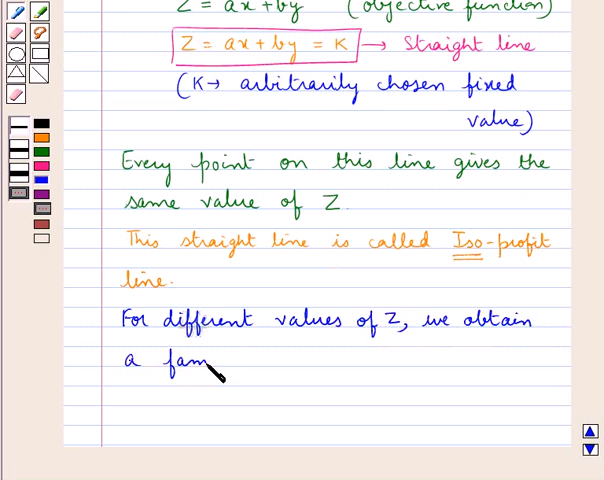 Z = ax + by (objective function)
Z = ax + by = K → Straight line
(K → arbitrarily chosen fixed
value)
Every point on this line gives the
same value of Z.
This straight line is called Iso-profit
line.
For different values of Z, we obtain
a fam